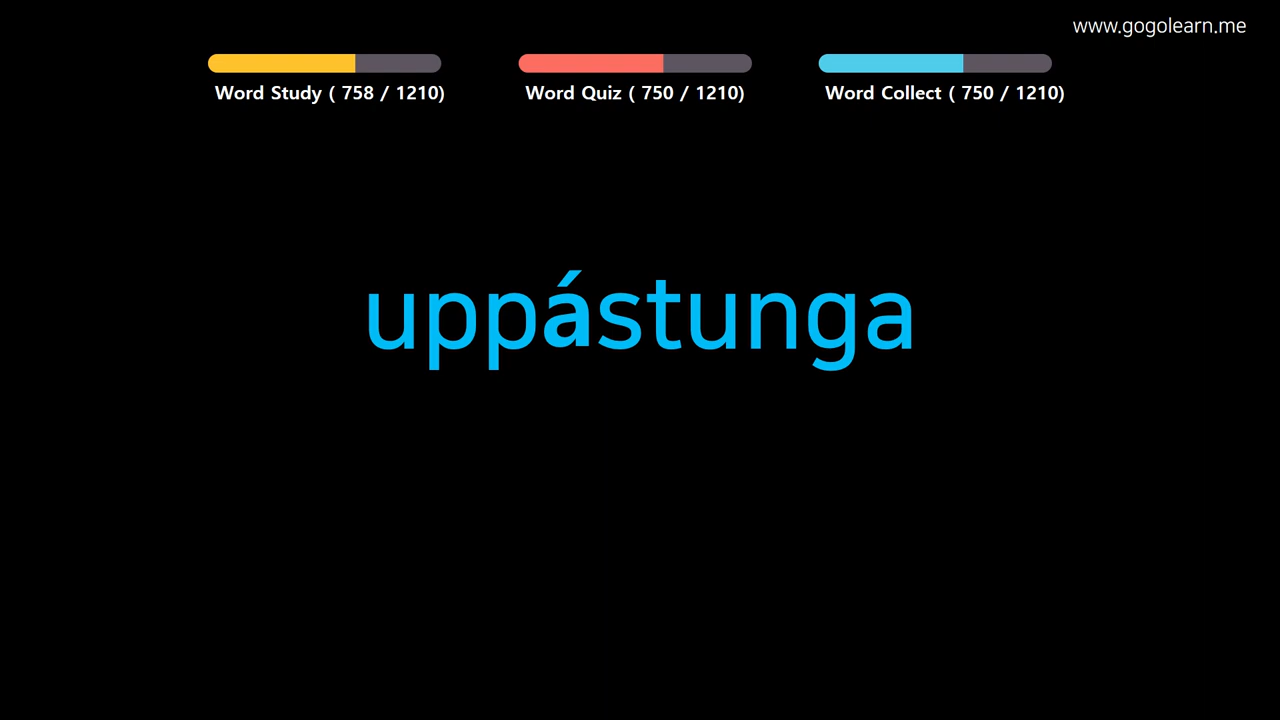 www.gogolearn.me
Word Study ( 758 / 1210)
Word Quiz ( 750 / 1210)
Word Collect ( 750 / 1210)
uppástunga